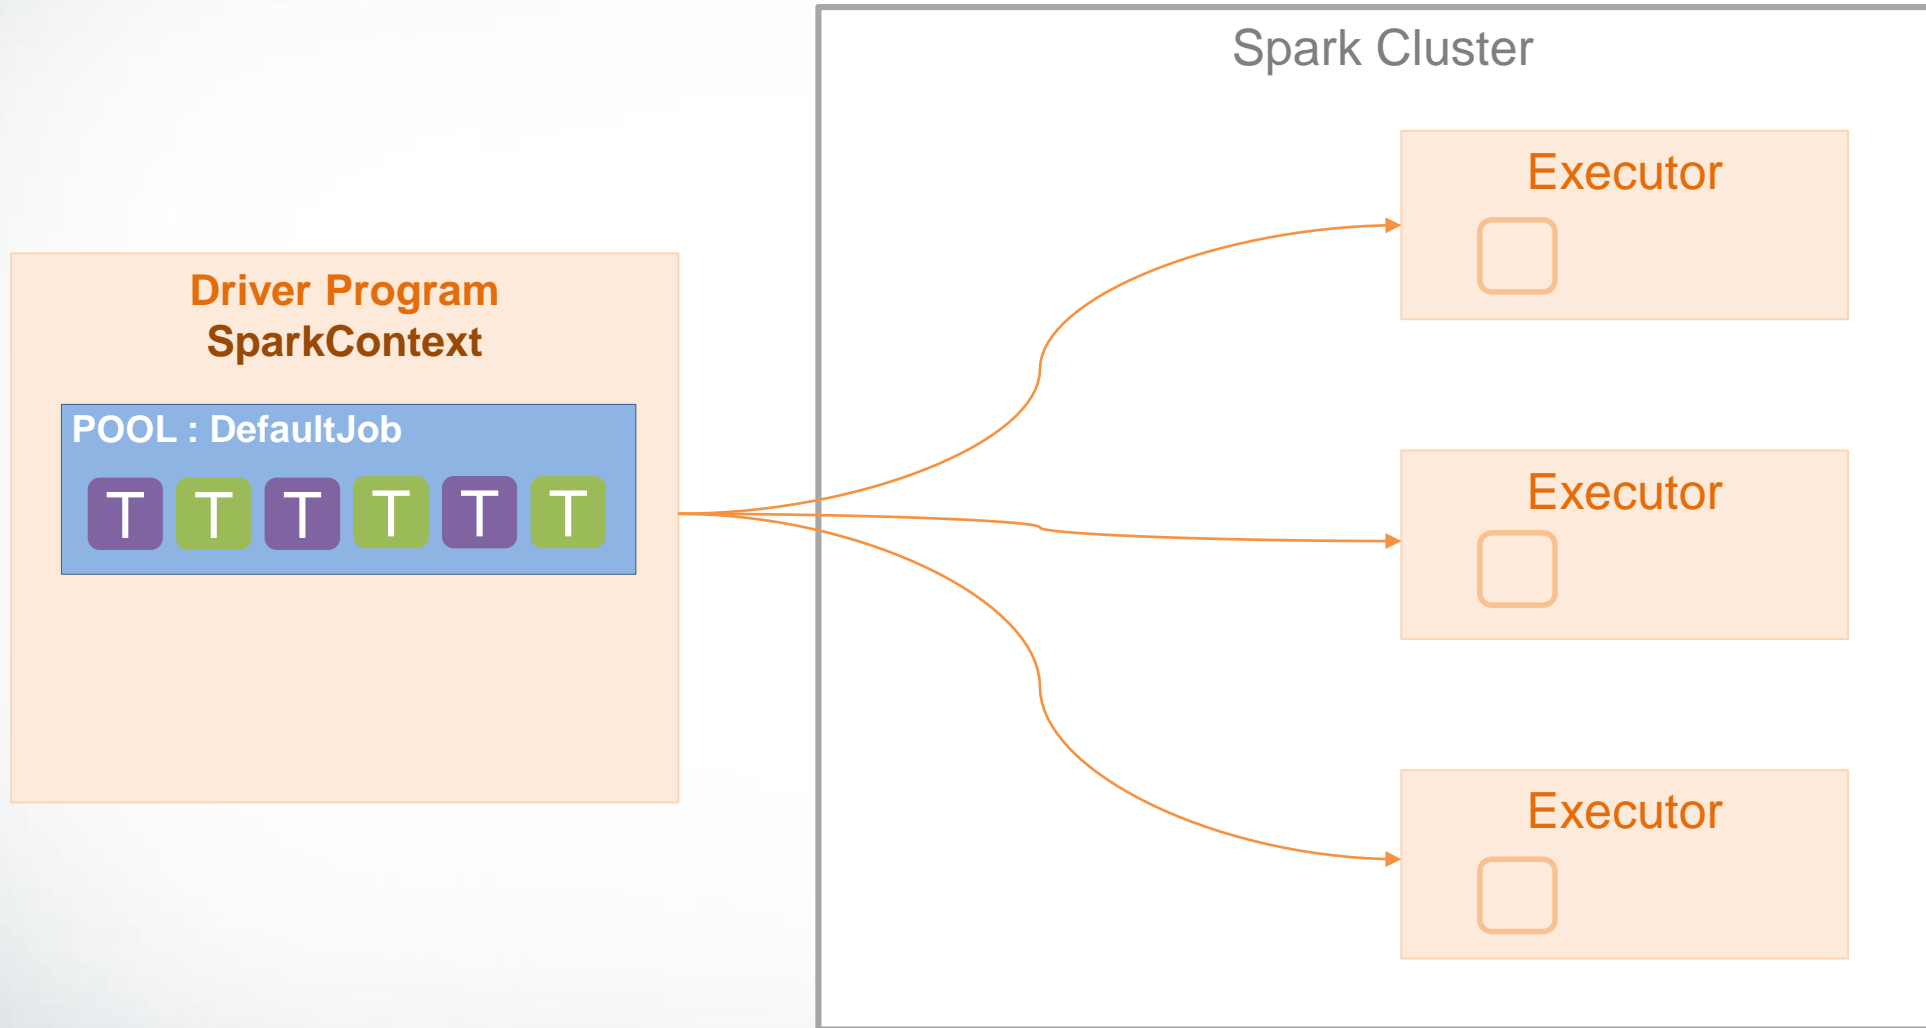 Spark Cluster
Driver Program
SparkContext
POOL : DefaultJob
T T T T T T
Executor
Executor
Executor